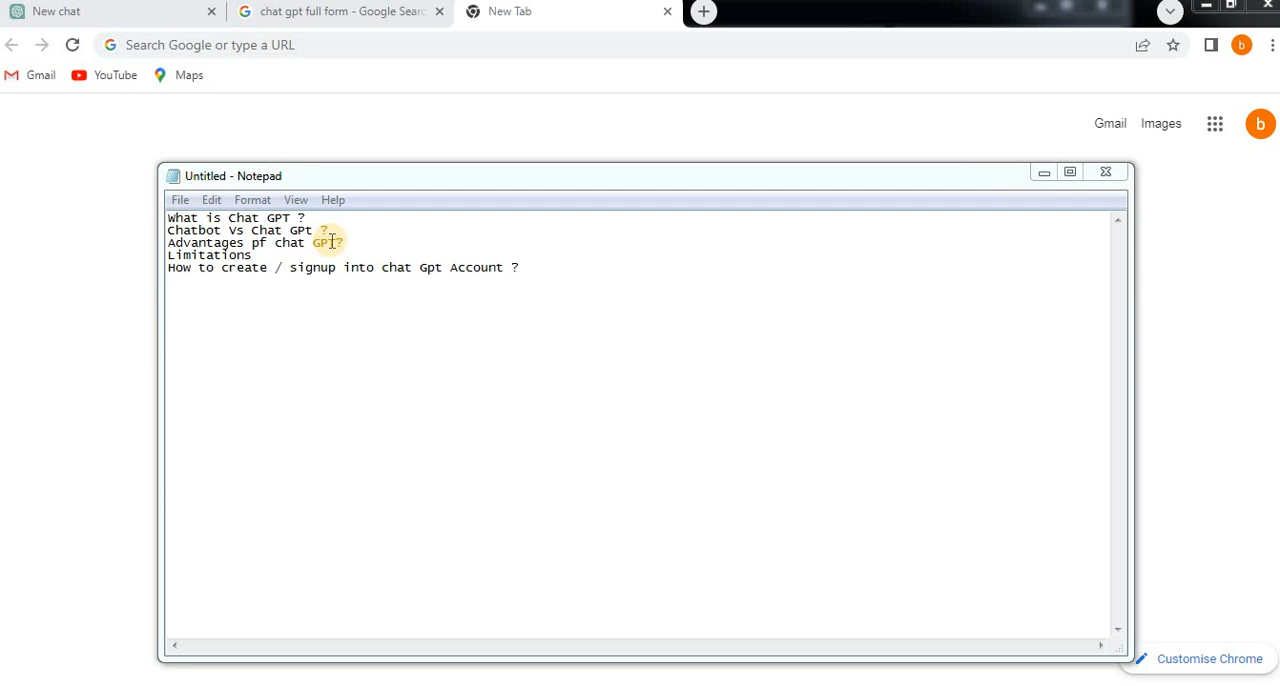 New chat
chat gpt full form - Google Searc
New Tab
Search Google or type a URL
b
Gmail
YouTube
Maps
Gmail
Images
b
Untitled - Notepad
File Edit Format View Help
What is Chat GPT ?
Chatbot Vs Chat GPt ?
Advantages pf chat GPT?
Limitations
How to create / signup into chat Gpt Account ?
Customise Chrome